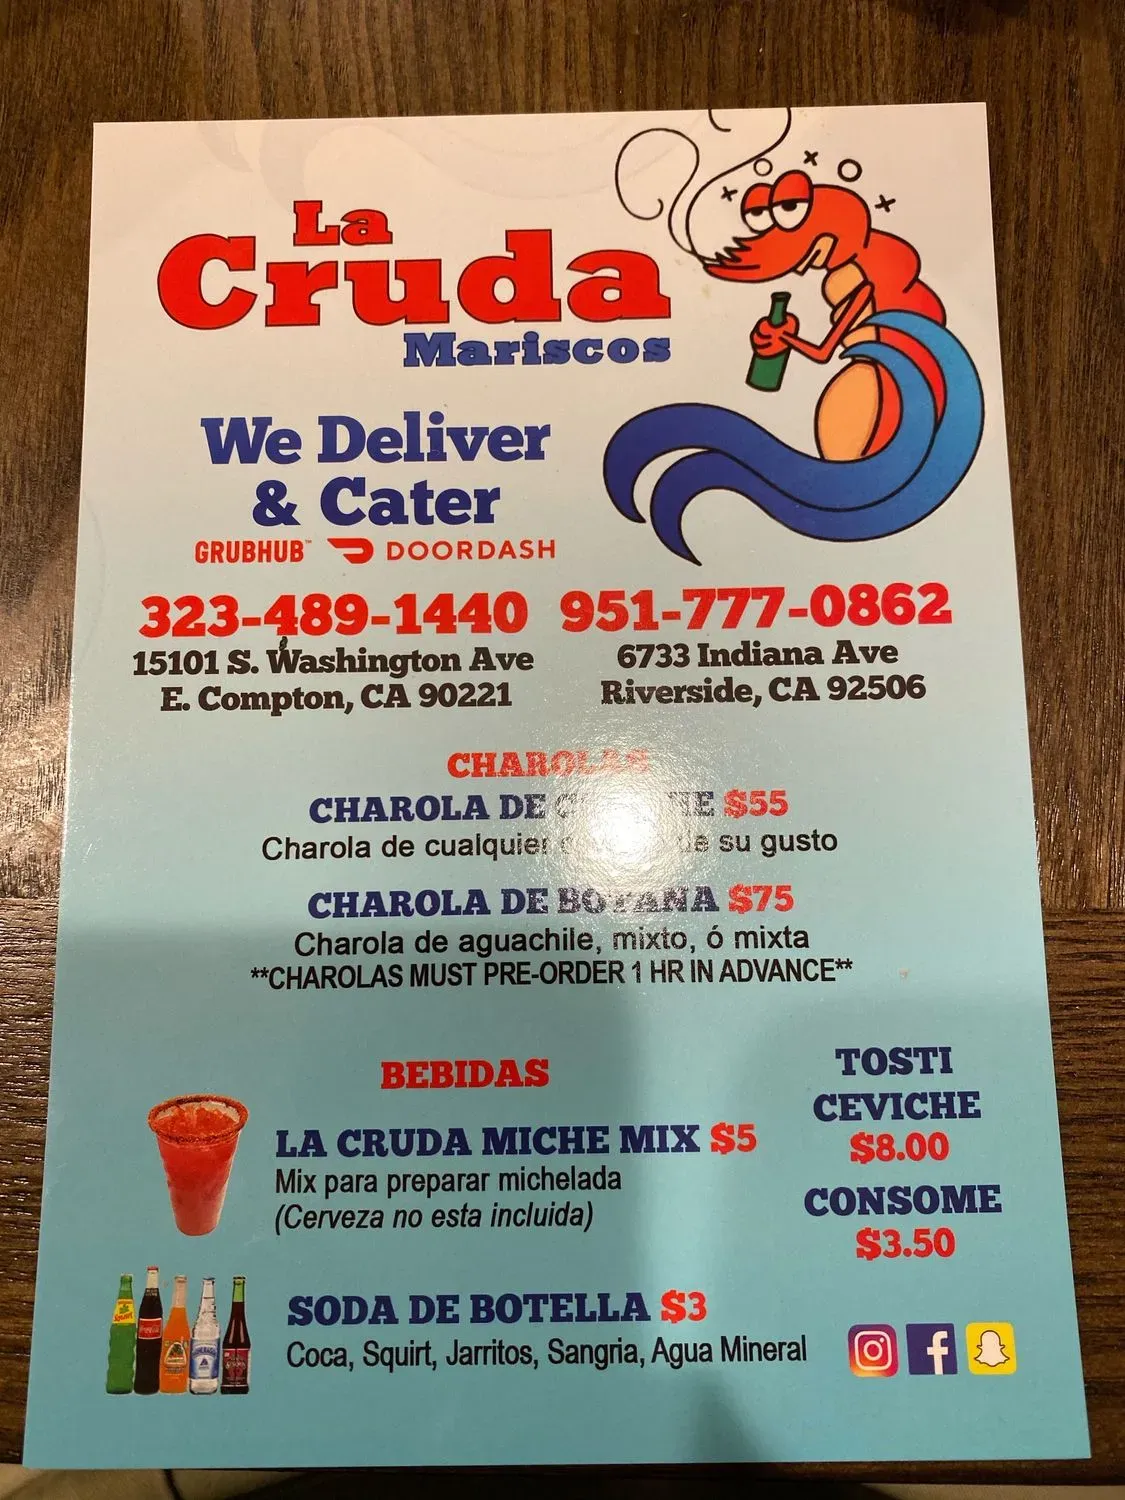 La
Cruda
Mariscos
We Deliver
& Cater
GRUBHUB™ DOORDASH
323-489-1440
15101 S. Washington Ave
E. Compton, CA 90221
951-777-0862
6733 Indiana Ave
Riverside, CA 92506
CHAROLAS
CHAROLA DE $55
Charola de cualquier de su gusto
CHAROLA DE BOTANA $75
Charola de aguachile, mixto, ó mixta
**CHAROLAS MUST PRE-ORDER 1 HR IN ADVANCE**
BEBIDAS
LA CRUDA MICHE MIX $5
Mix para preparar michelada
(Cerveza no esta incluida)
SODA DE BOTELLA $3
Coca, Squirt, Jarritos, Sangria, Agua Mineral
TOSTI
CEVICHE
$8.00
CONSOME
$3.50